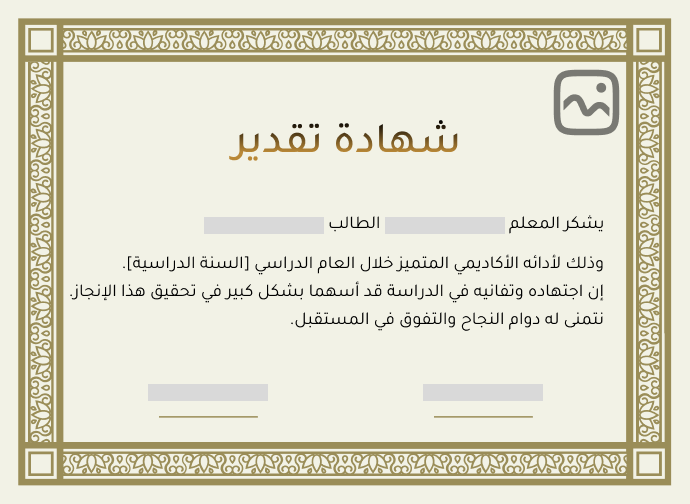 شهادة تقدير
يشكر المعلم الطالب
وذلك لأدائه الأكاديمي المتميز خلال العام الدراسي [السنة الدراسية].
إن اجتهاده وتفانيه في الدراسة قد أسهما بشكل كبير في تحقيق هذا الإنجاز.
نتمنى له دوام النجاح والتفوق في المستقبل.